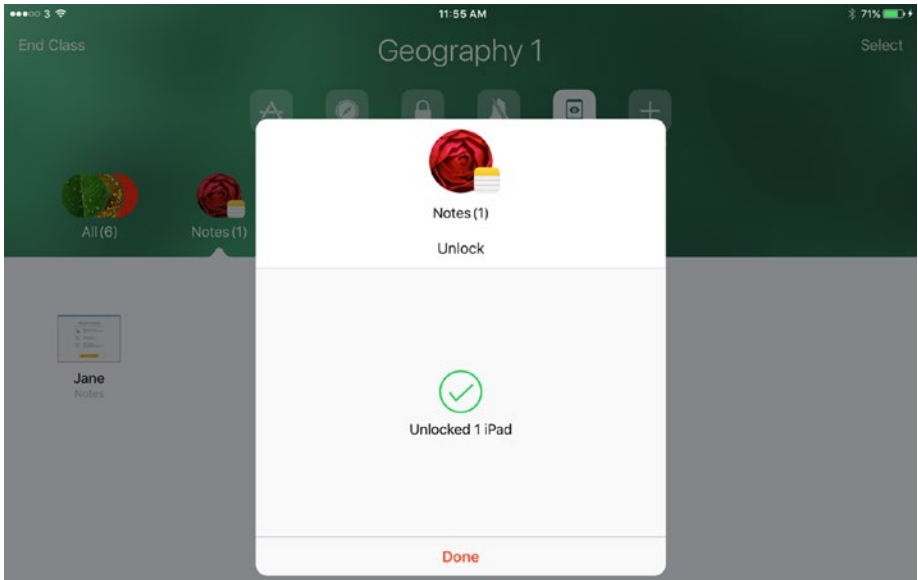 3 11:55 AM 71%
End Class Geography 1 Select
All (6) Notes (1)
Notes (1)
Unlock
Jane
Notes
Unlocked 1 iPad
Done